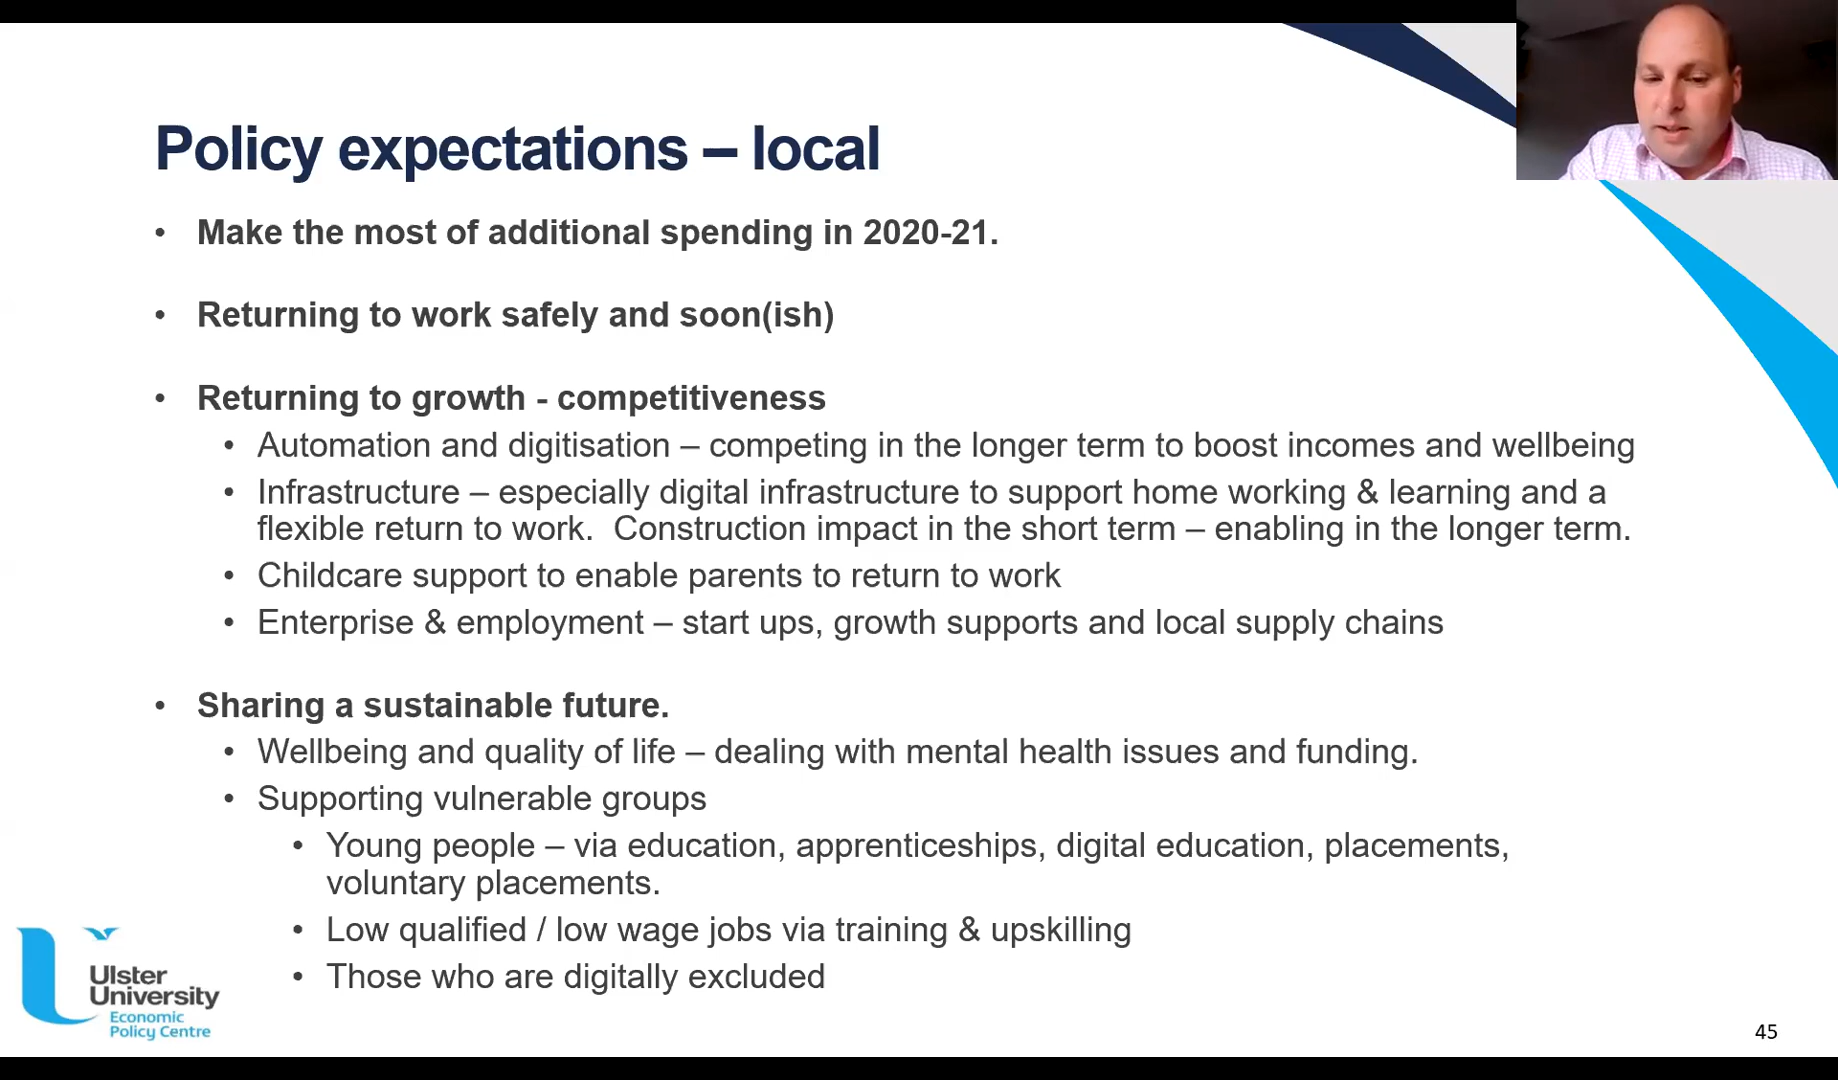 Policy expectations – local
• Make the most of additional spending in 2020-21.
• Returning to work safely and soon(ish)
• Returning to growth - competitiveness
• Automation and digitisation – competing in the longer term to boost incomes and wellbeing
• Infrastructure – especially digital infrastructure to support home working & learning and a
flexible return to work.  Construction impact in the short term – enabling in the longer term.
• Childcare support to enable parents to return to work
• Enterprise & employment – start ups, growth supports and local supply chains
• Sharing a sustainable future.
• Wellbeing and quality of life – dealing with mental health issues and funding.
• Supporting vulnerable groups
• Young people – via education, apprenticeships, digital education, placements,
voluntary placements.
• Low qualified / low wage jobs via training & upskilling
• Those who are digitally excluded
Ulster
University
Economic
Policy Centre
45